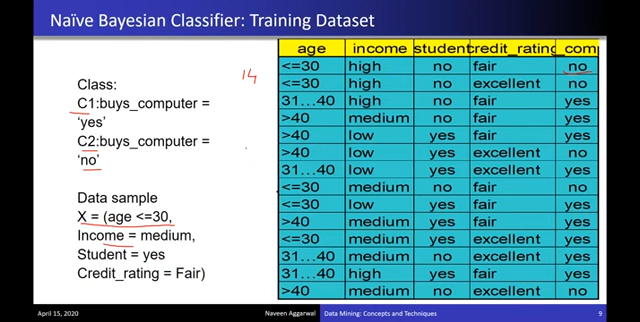 Naïve Bayesian Classifier: Training Dataset
14
Class:
C1:buys_computer =
'yes'
C2:buys_computer =
'no'
Data sample
X = (age <=30,
Income = medium,
Student = yes
Credit_rating = Fair)
age income student credit_rating _comp
<=30 high no fair no
<=30 high no excellent no
31…40 high no fair yes
>40 medium no fair yes
>40 low yes fair yes
>40 low yes excellent no
31…40 low yes excellent yes
<=30 medium no fair no
<=30 low yes fair yes
>40 medium yes fair yes
<=30 medium yes excellent yes
31…40 medium no excellent yes
31…40 high yes fair yes
>40 medium no excellent no
April 15, 2020 Naveen Aggarwal Data Mining: Concepts and Techniques 9